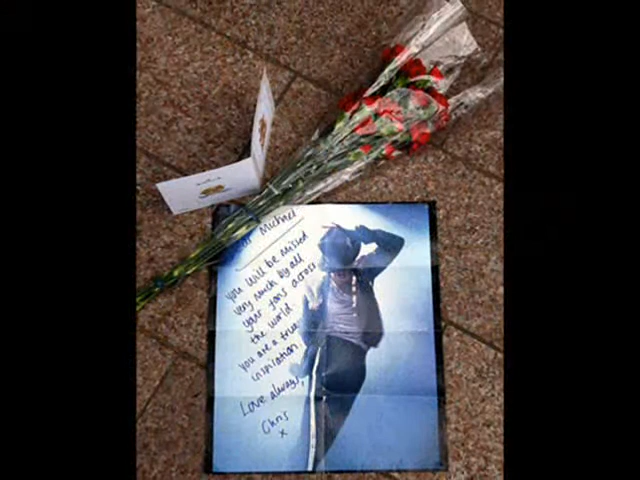 Dear Michael
you will be missed
very much by all
your fans across
the world
you are a true
inspiration.
Love always,
Chris
x